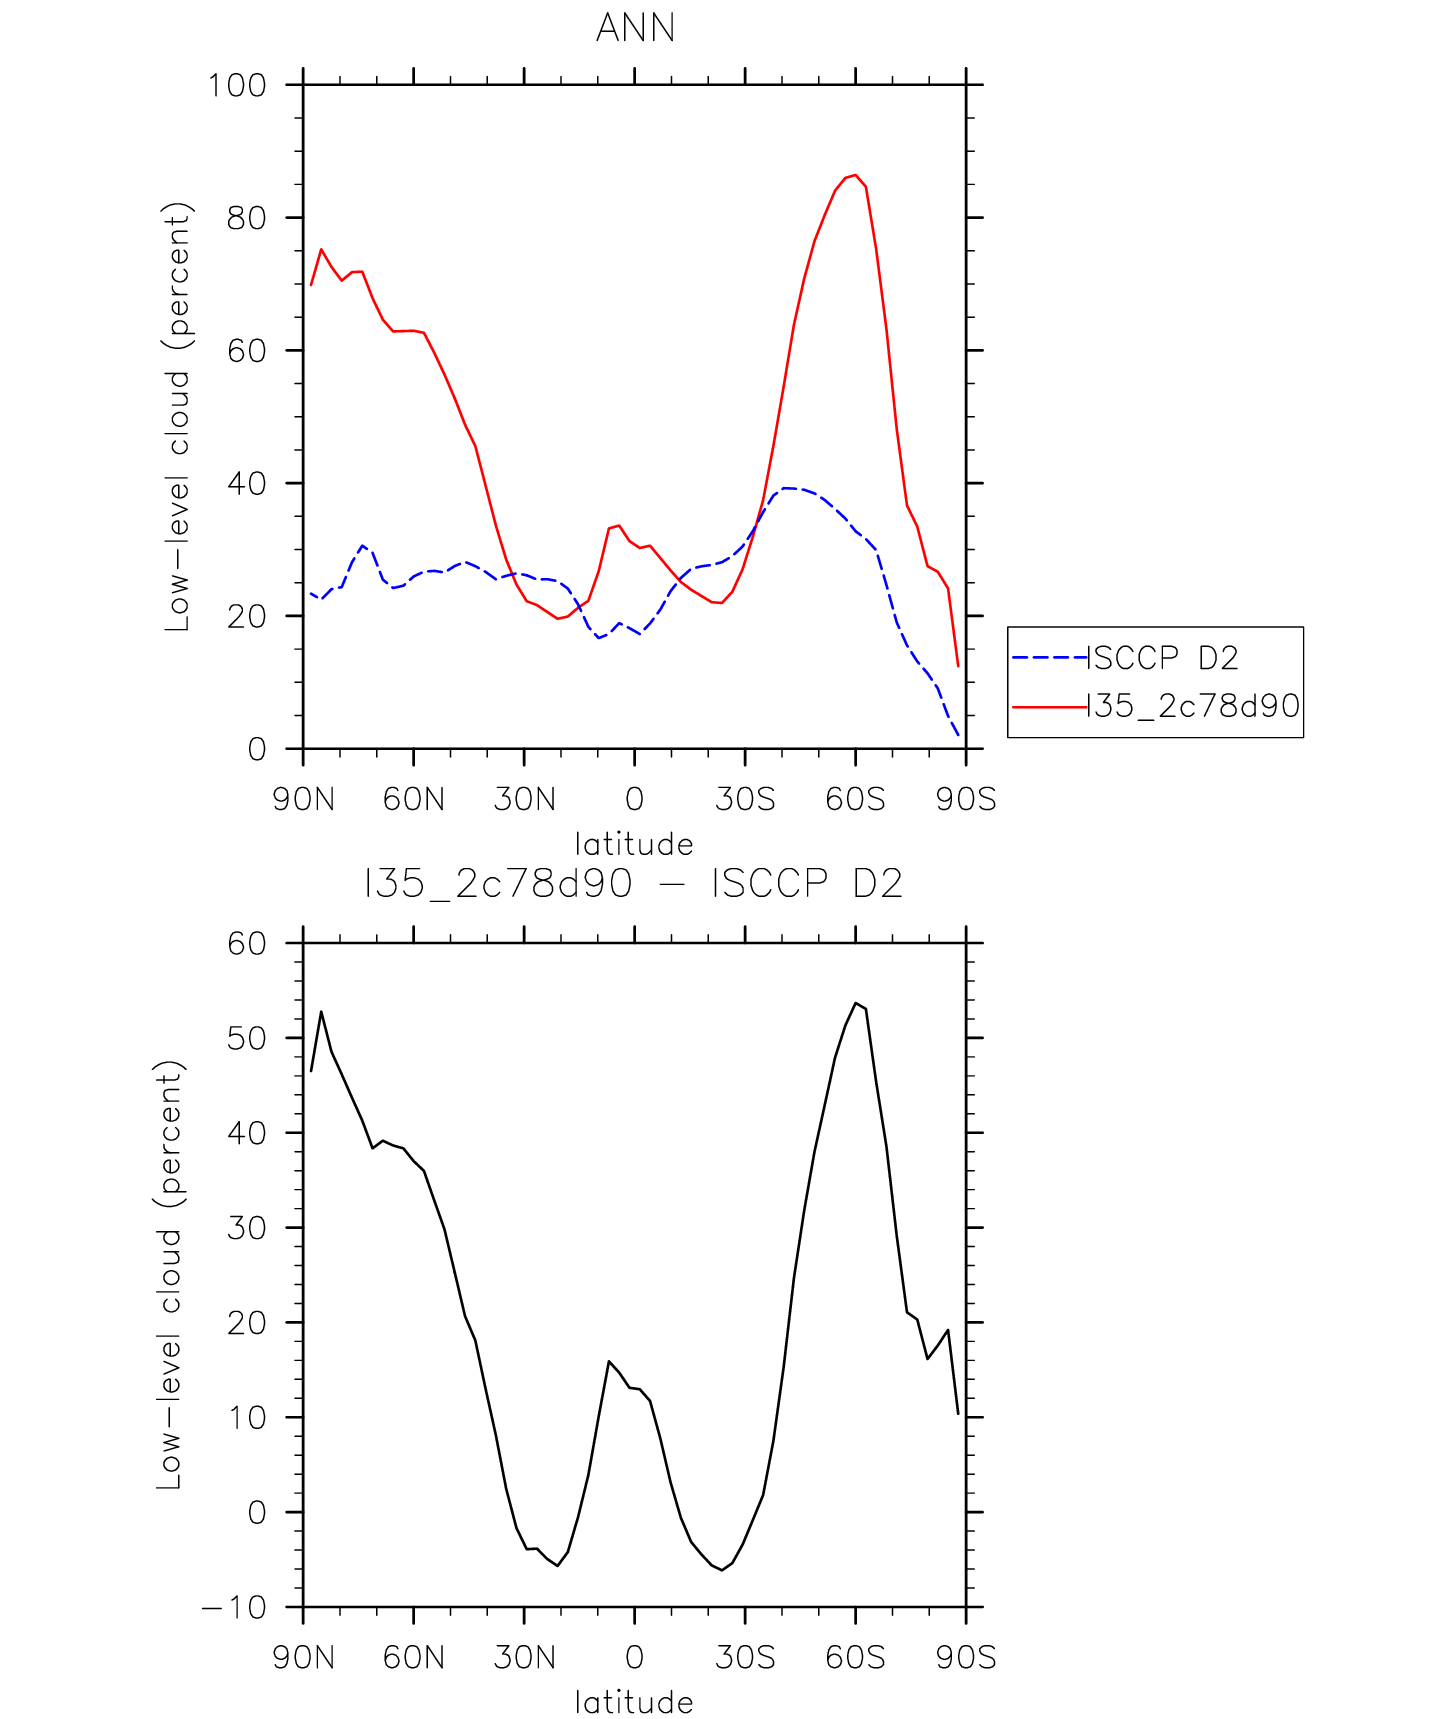 ANN
100
80
60
40
20
0
Low-level cloud (percent)
90N 60N 30N 0 30S 60S 90S
latitude
ISCCP D2
I35_2c78d90
I35_2c78d90 - ISCCP D2
60
50
40
30
20
10
0
-10
Low-level cloud (percent)
90N 60N 30N 0 30S 60S 90S
latitude